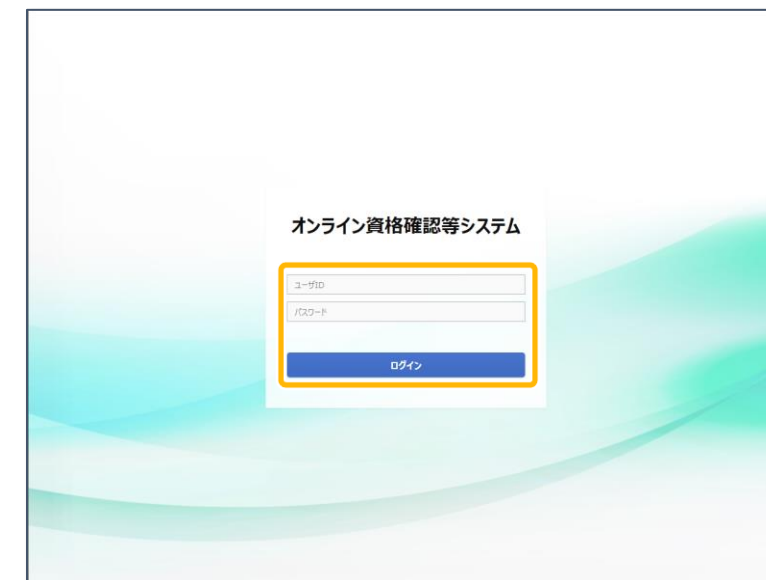 オンライン資格確認等システム
ユーザID
パスワード
ログイン